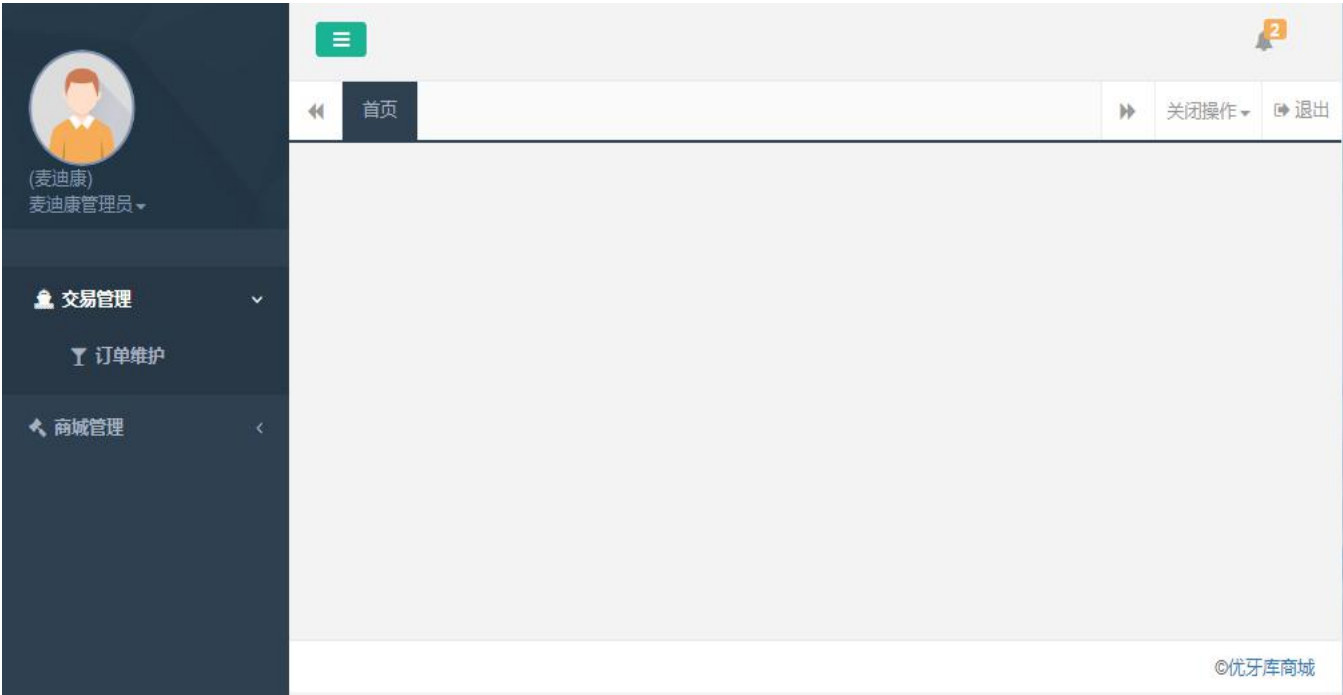 2
首页
关闭操作
退出
(麦迪康)
麦迪康管理员
交易管理
订单维护
商城管理
©优牙库商城